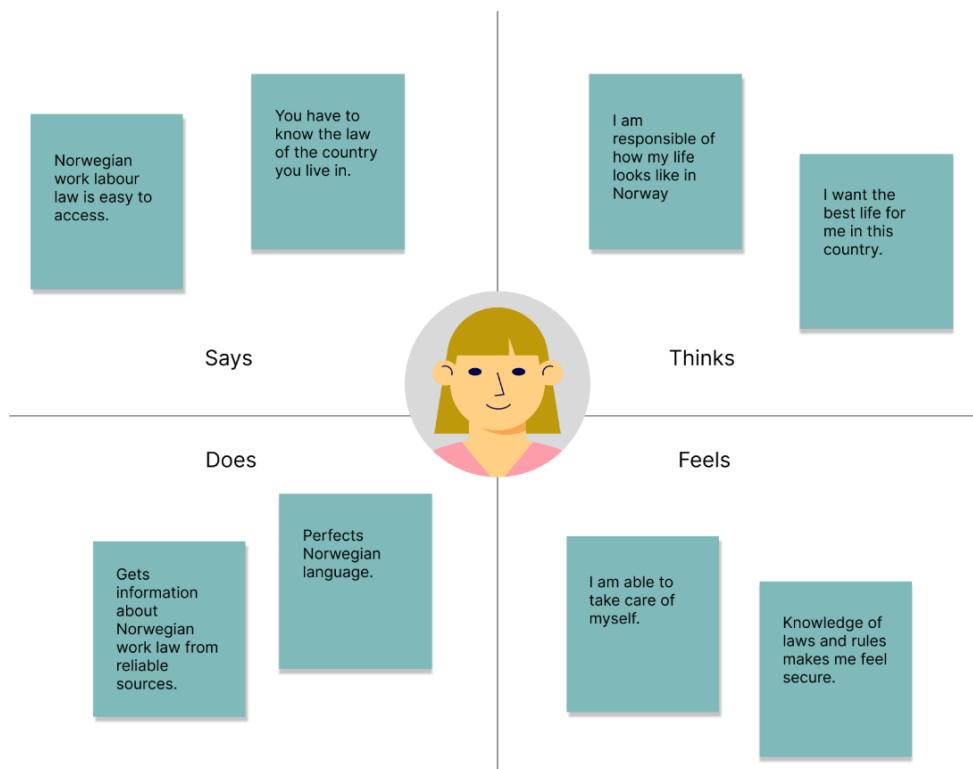 Norwegian
work labour
law is easy to
access.
You have to
know the law
of the country
you live in.
Says
I am
responsible of
how my life
looks like in
Norway
I want the
best life for
me in this
country.
Thinks
Does
Gets
information
about
Norwegian
work law from
reliable
sources.
Perfects
Norwegian
language.
Feels
I am able to
take care of
myself.
Knowledge of
laws and rules
makes me feel
secure.